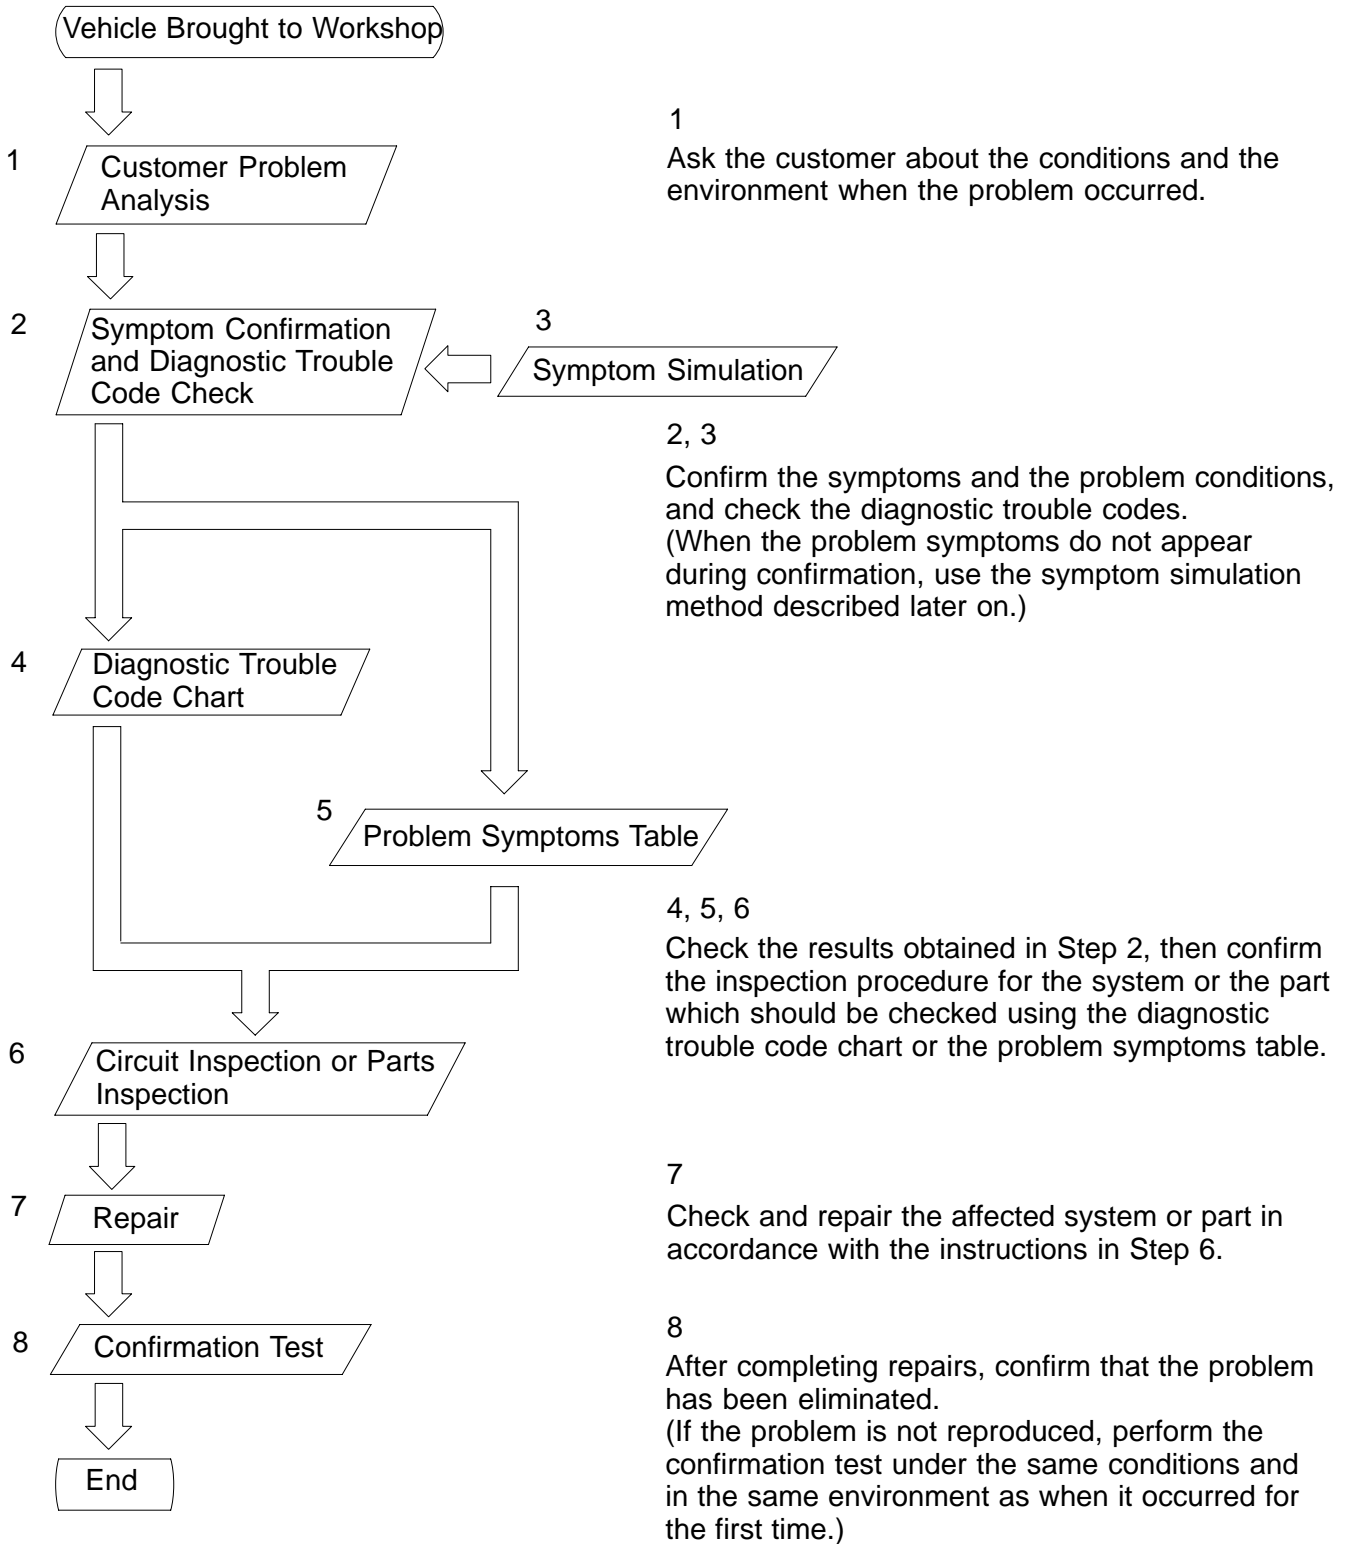 Vehicle Brought to Workshop
1
Customer Problem
Analysis
1
Ask the customer about the conditions and the
environment when the problem occurred.
2
Symptom Confirmation
and Diagnostic Trouble
Code Check
3
Symptom Simulation
2, 3
Confirm the symptoms and the problem conditions,
and check the diagnostic trouble codes.
(When the problem symptoms do not appear
during confirmation, use the symptom simulation
method described later on.)
4
Diagnostic Trouble
Code Chart
5
Problem Symptoms Table
4, 5, 6
Check the results obtained in Step 2, then confirm
the inspection procedure for the system or the part
which should be checked using the diagnostic
trouble code chart or the problem symptoms table.
6
Circuit Inspection or Parts
Inspection
7
Repair
7
Check and repair the affected system or part in
accordance with the instructions in Step 6.
8
Confirmation Test
8
After completing repairs, confirm that the problem
has been eliminated.
(If the problem is not reproduced, perform the
confirmation test under the same conditions and
in the same environment as when it occurred for
the first time.)
End